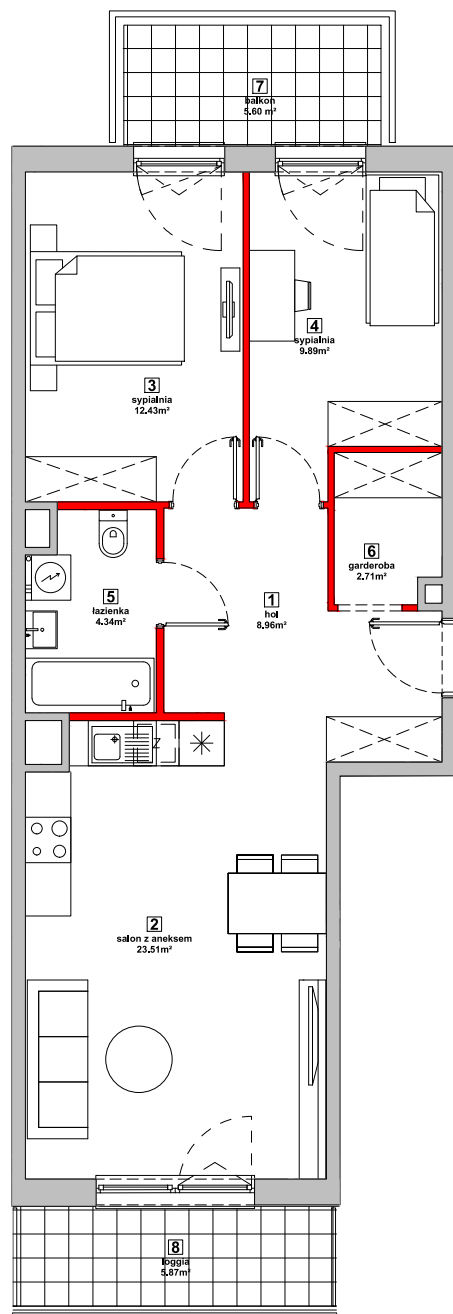 7
balkon
5.60 m²
4
sypialnia
9.89m²
3
sypialnia
12.43m²
6
garderoba
2.71m²
5
łazienka
4.34m²
1
hol
8.96m²
Z
2
salon z aneksem
23.51m²
8
loggia
5.87m²